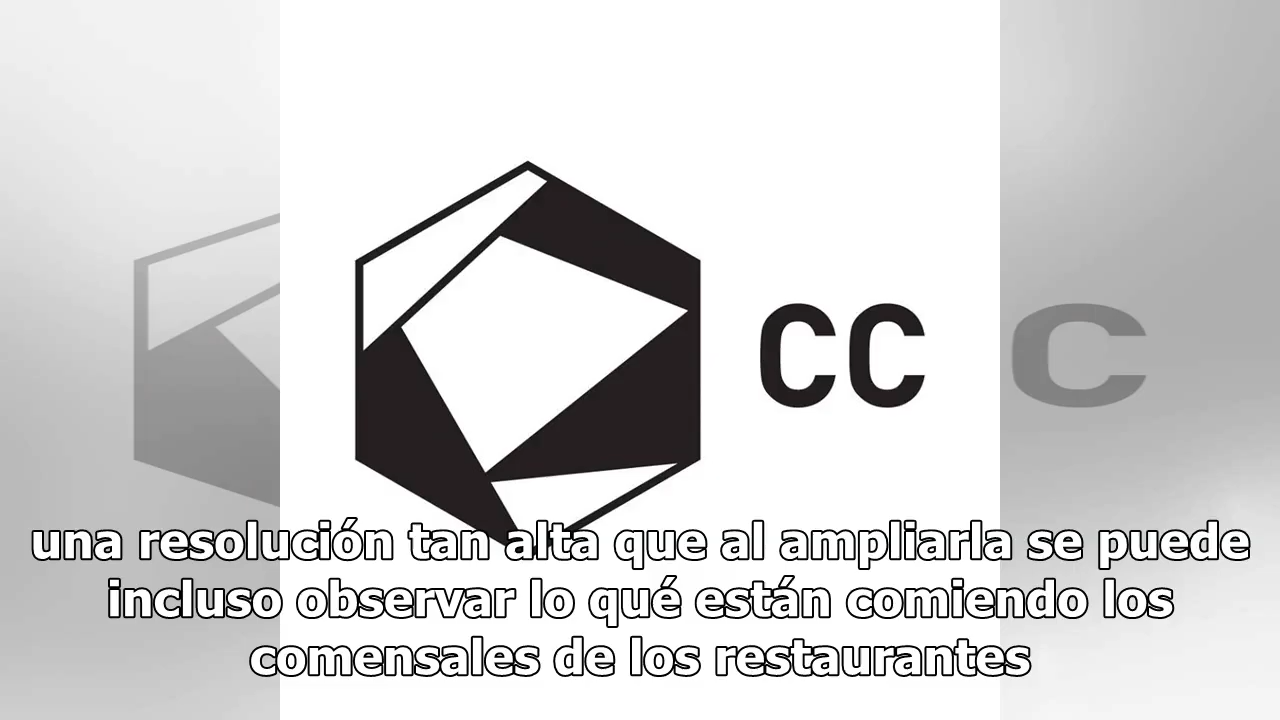 CC
C
una resolución tan alta que al ampliarla se puede
incluso observar lo qué están comiendo los
comensales de los restaurantes